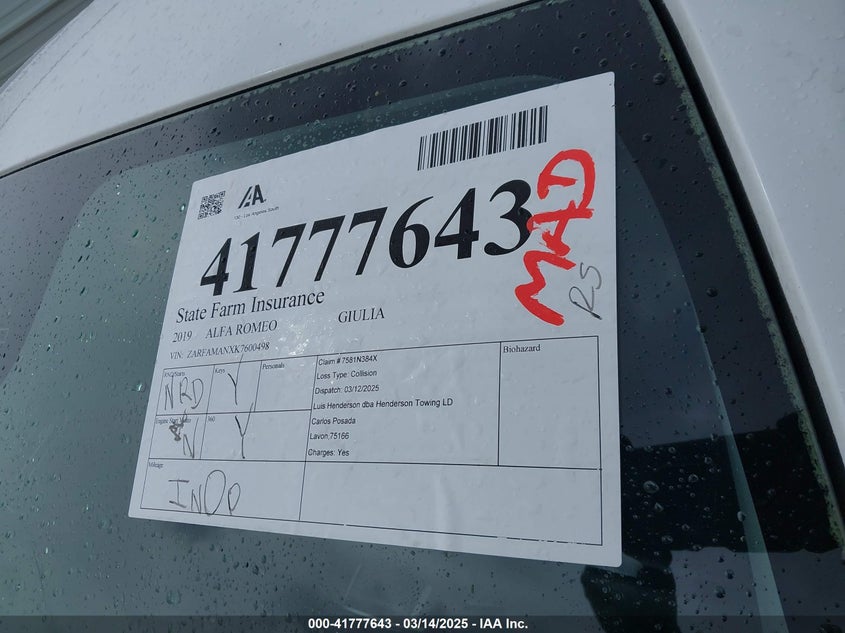 IAA
41777643
MAD
RS
State Farm Insurance
2019 ALFA ROMEO GIULIA
VIN: ZARFAMANXK7600498
Keys
Personals
Claim # 7581N384X
Biohazard
NRD
Y
Loss Type: Collision
Dispatch: 03/12/2025
Luis Henderson dba Henderson Towing LD
360
Carlos Posada
N
Y
Lavon,75166
Charges: Yes
Mileage
INOP
000-41777643 - 03/14/2025 - IAA Inc.